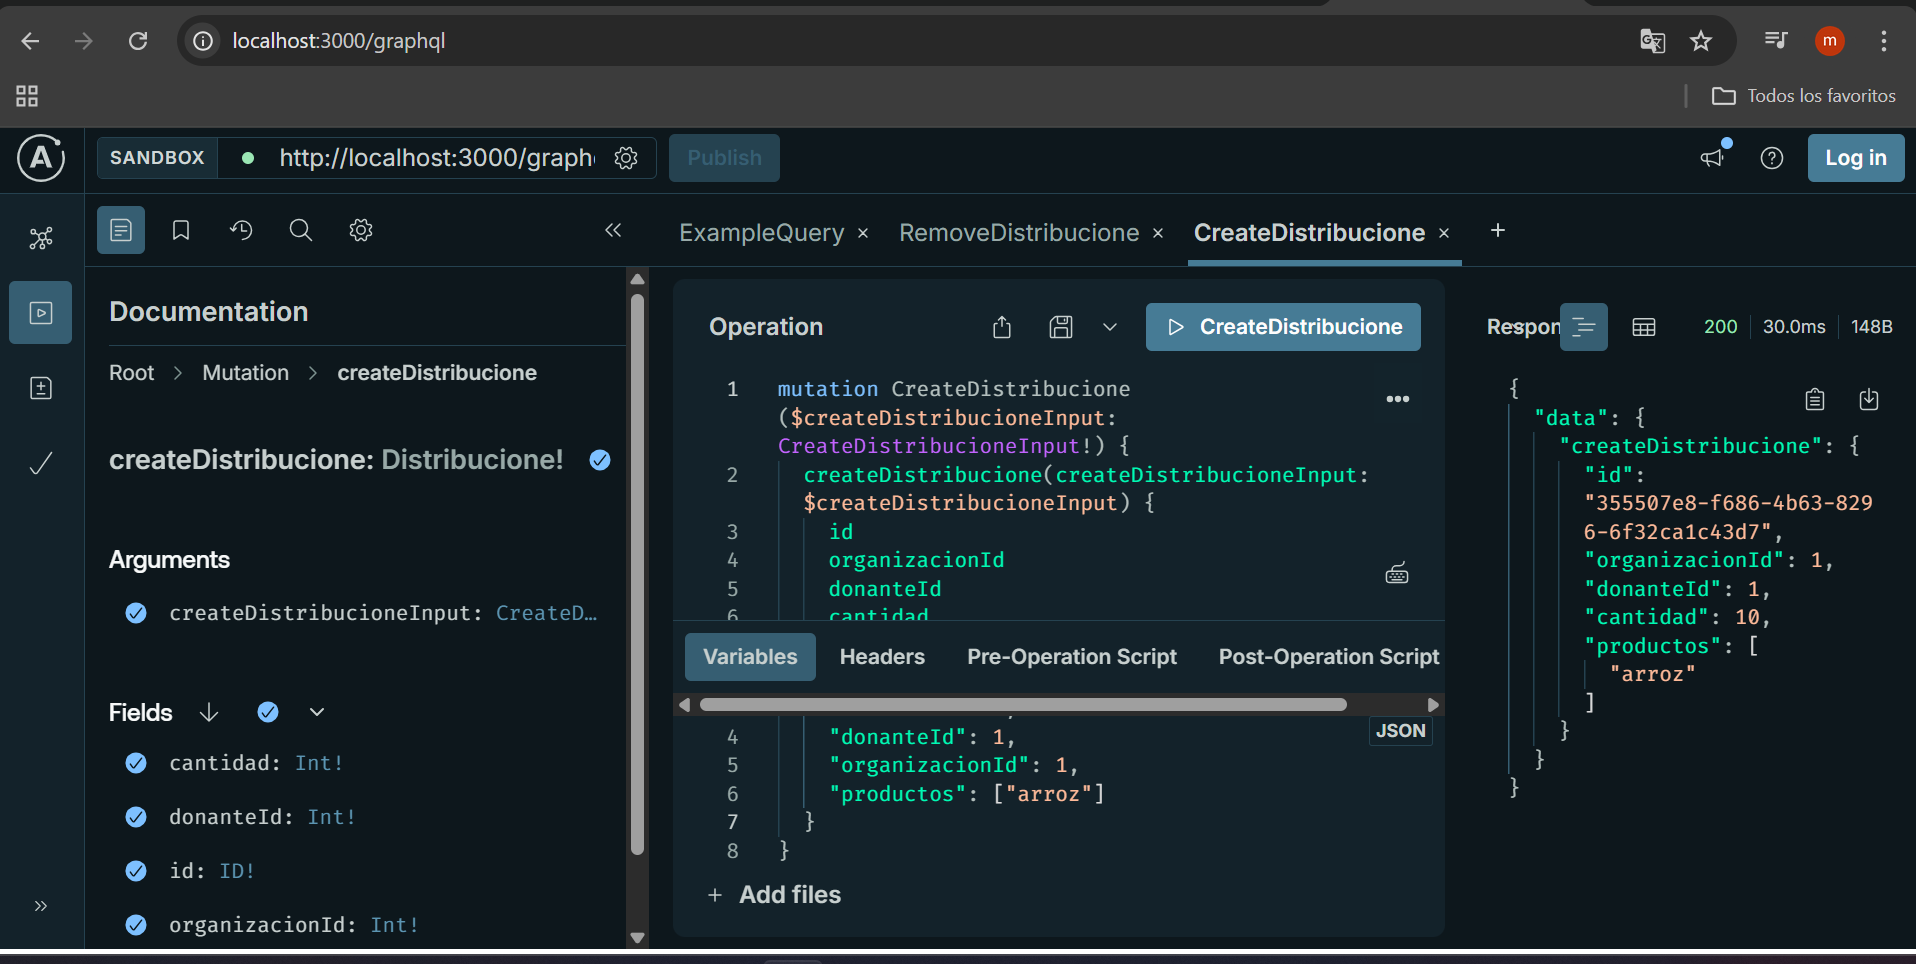 localhost:3000/graphql
m
Todos los favoritos
A
SANDBOX
http://localhost:3000/graph
Publish
Log in
ExampleQuery ×
RemoveDistribucione ×
CreateDistribucione ×
+
Documentation
Root > Mutation > createDistribucione
createDistribucione: Distribucione!
Arguments
createDistribucioneInput: CreateD…
Fields
cantidad: Int!
donanteId: Int!
id: ID!
organizacionId: Int!
Operation
CreateDistribucione
1 mutation CreateDistribucione
($createDistribucioneInput:
CreateDistribucioneInput!) {
2 createDistribucione(createDistribucioneInput:
$createDistribucioneInput) {
3 id
4 organizacionId
5 donanteId
6 cantidad
Variables
Headers
Pre-Operation Script
Post-Operation Script
JSON
4 "donanteId": 1,
5 "organizacionId": 1,
6 "productos": ["arroz"]
7 }
8 }
+ Add files
Respon
200
30.0ms
148B
{
"data": {
"createDistribucione": {
"id":
"355507e8-f686-4b63-829
6-6f32ca1c43d7",
"organizacionId": 1,
"donanteId": 1,
"cantidad": 10,
"productos": [
"arroz"
]
}
}
}